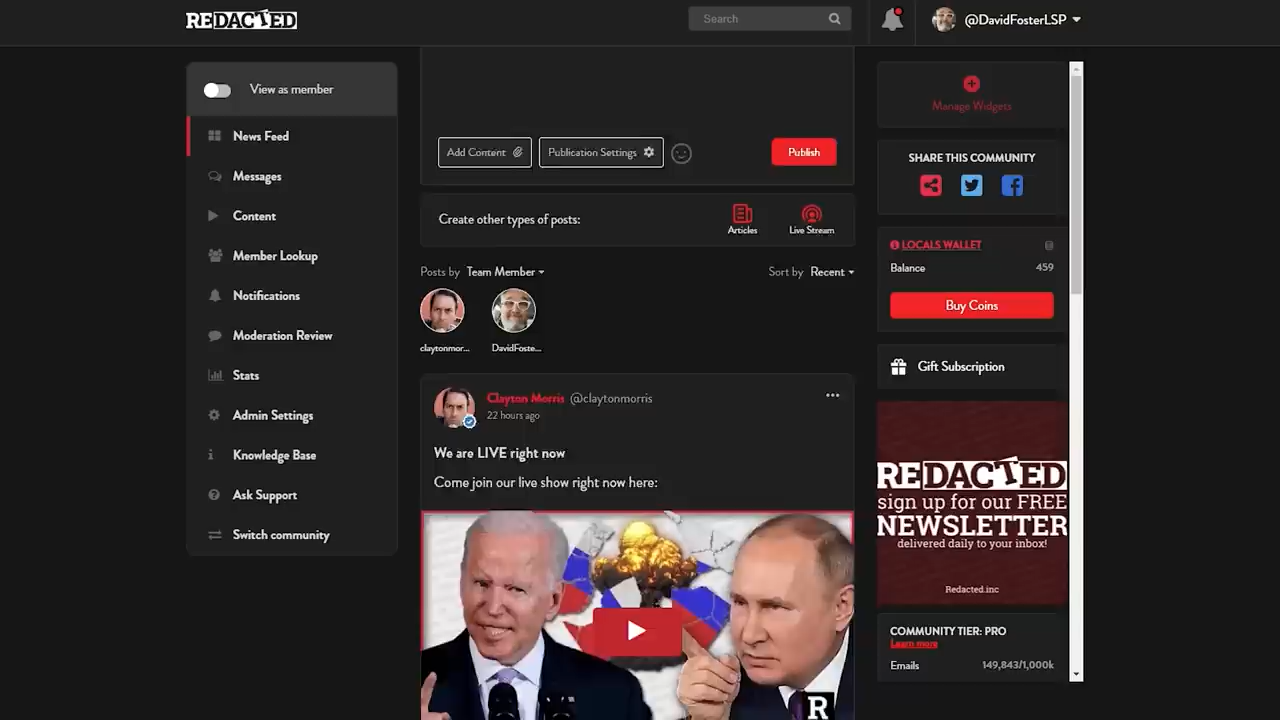 REDACTED
Search
@DavidFosterLSP
View as member
News Feed
Messages
Content
Member Lookup
Notifications
Moderation Review
Stats
Admin Settings
Knowledge Base
Ask Support
Switch community
Add Content
Publication Settings
Publish
Create other types of posts:
Articles
Live Stream
Posts by Team Member
Sort by Recent
claytonmor...
DavidFoste...
Clayton Morris @claytonmorris
22 hours ago
We are LIVE right now
Come join our live show right now here:
R
Manage Widgets
SHARE THIS COMMUNITY
LOCALS WALLET
Balance 459
Buy Coins
Gift Subscription
REDACTED
sign up for our FREE
NEWSLETTER
delivered daily to your inbox!
Redacted.inc
COMMUNITY TIER: PRO
Learn more
Emails 149,843/1,000k